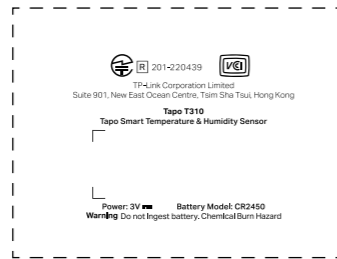 R 201-220439 VCI
TP-Link Corporation Limited
Suite 901, New East Ocean Centre, Tsim Sha Tsui, Hong Kong
Tapo T310
Tapo Smart Temperature & Humidity Sensor
Power: 3V Battery Model: CR2450
Warning Do not Ingest battery. Chemical Burn Hazard